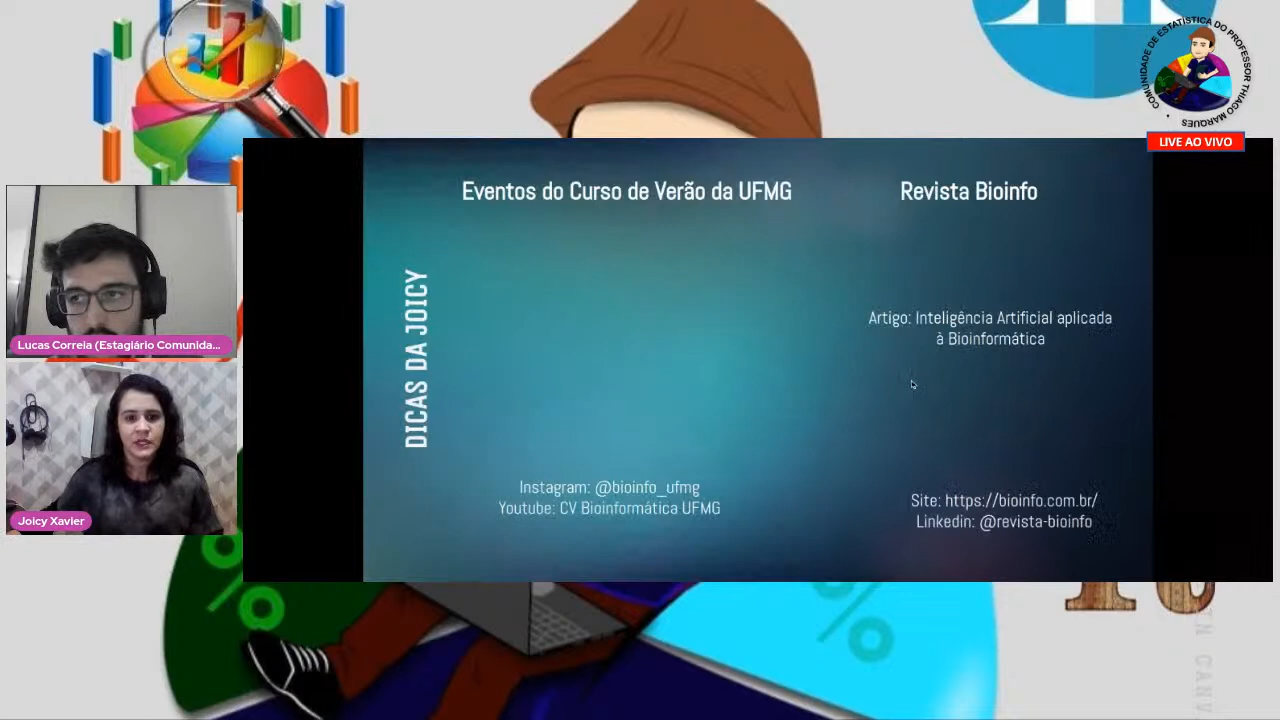 COMUNIDADE DE ESTATÍSTICA DO PROFESSOR THIAGO MARQUES
LIVE AO VIVO
Eventos do Curso de Verão da UFMG
Revista Bioinfo
DICAS DA JOICY
Artigo: Inteligência Artificial aplicada
à Bioinformática
Instagram: @bioinfo_ufmg
Youtube: CV Bioinformática UFMG
Site: https://bioinfo.com.br/
Linkedin: @revista-bioinfo
Lucas Correia (Estagiário Comunida...
Joicy Xavier
%
%